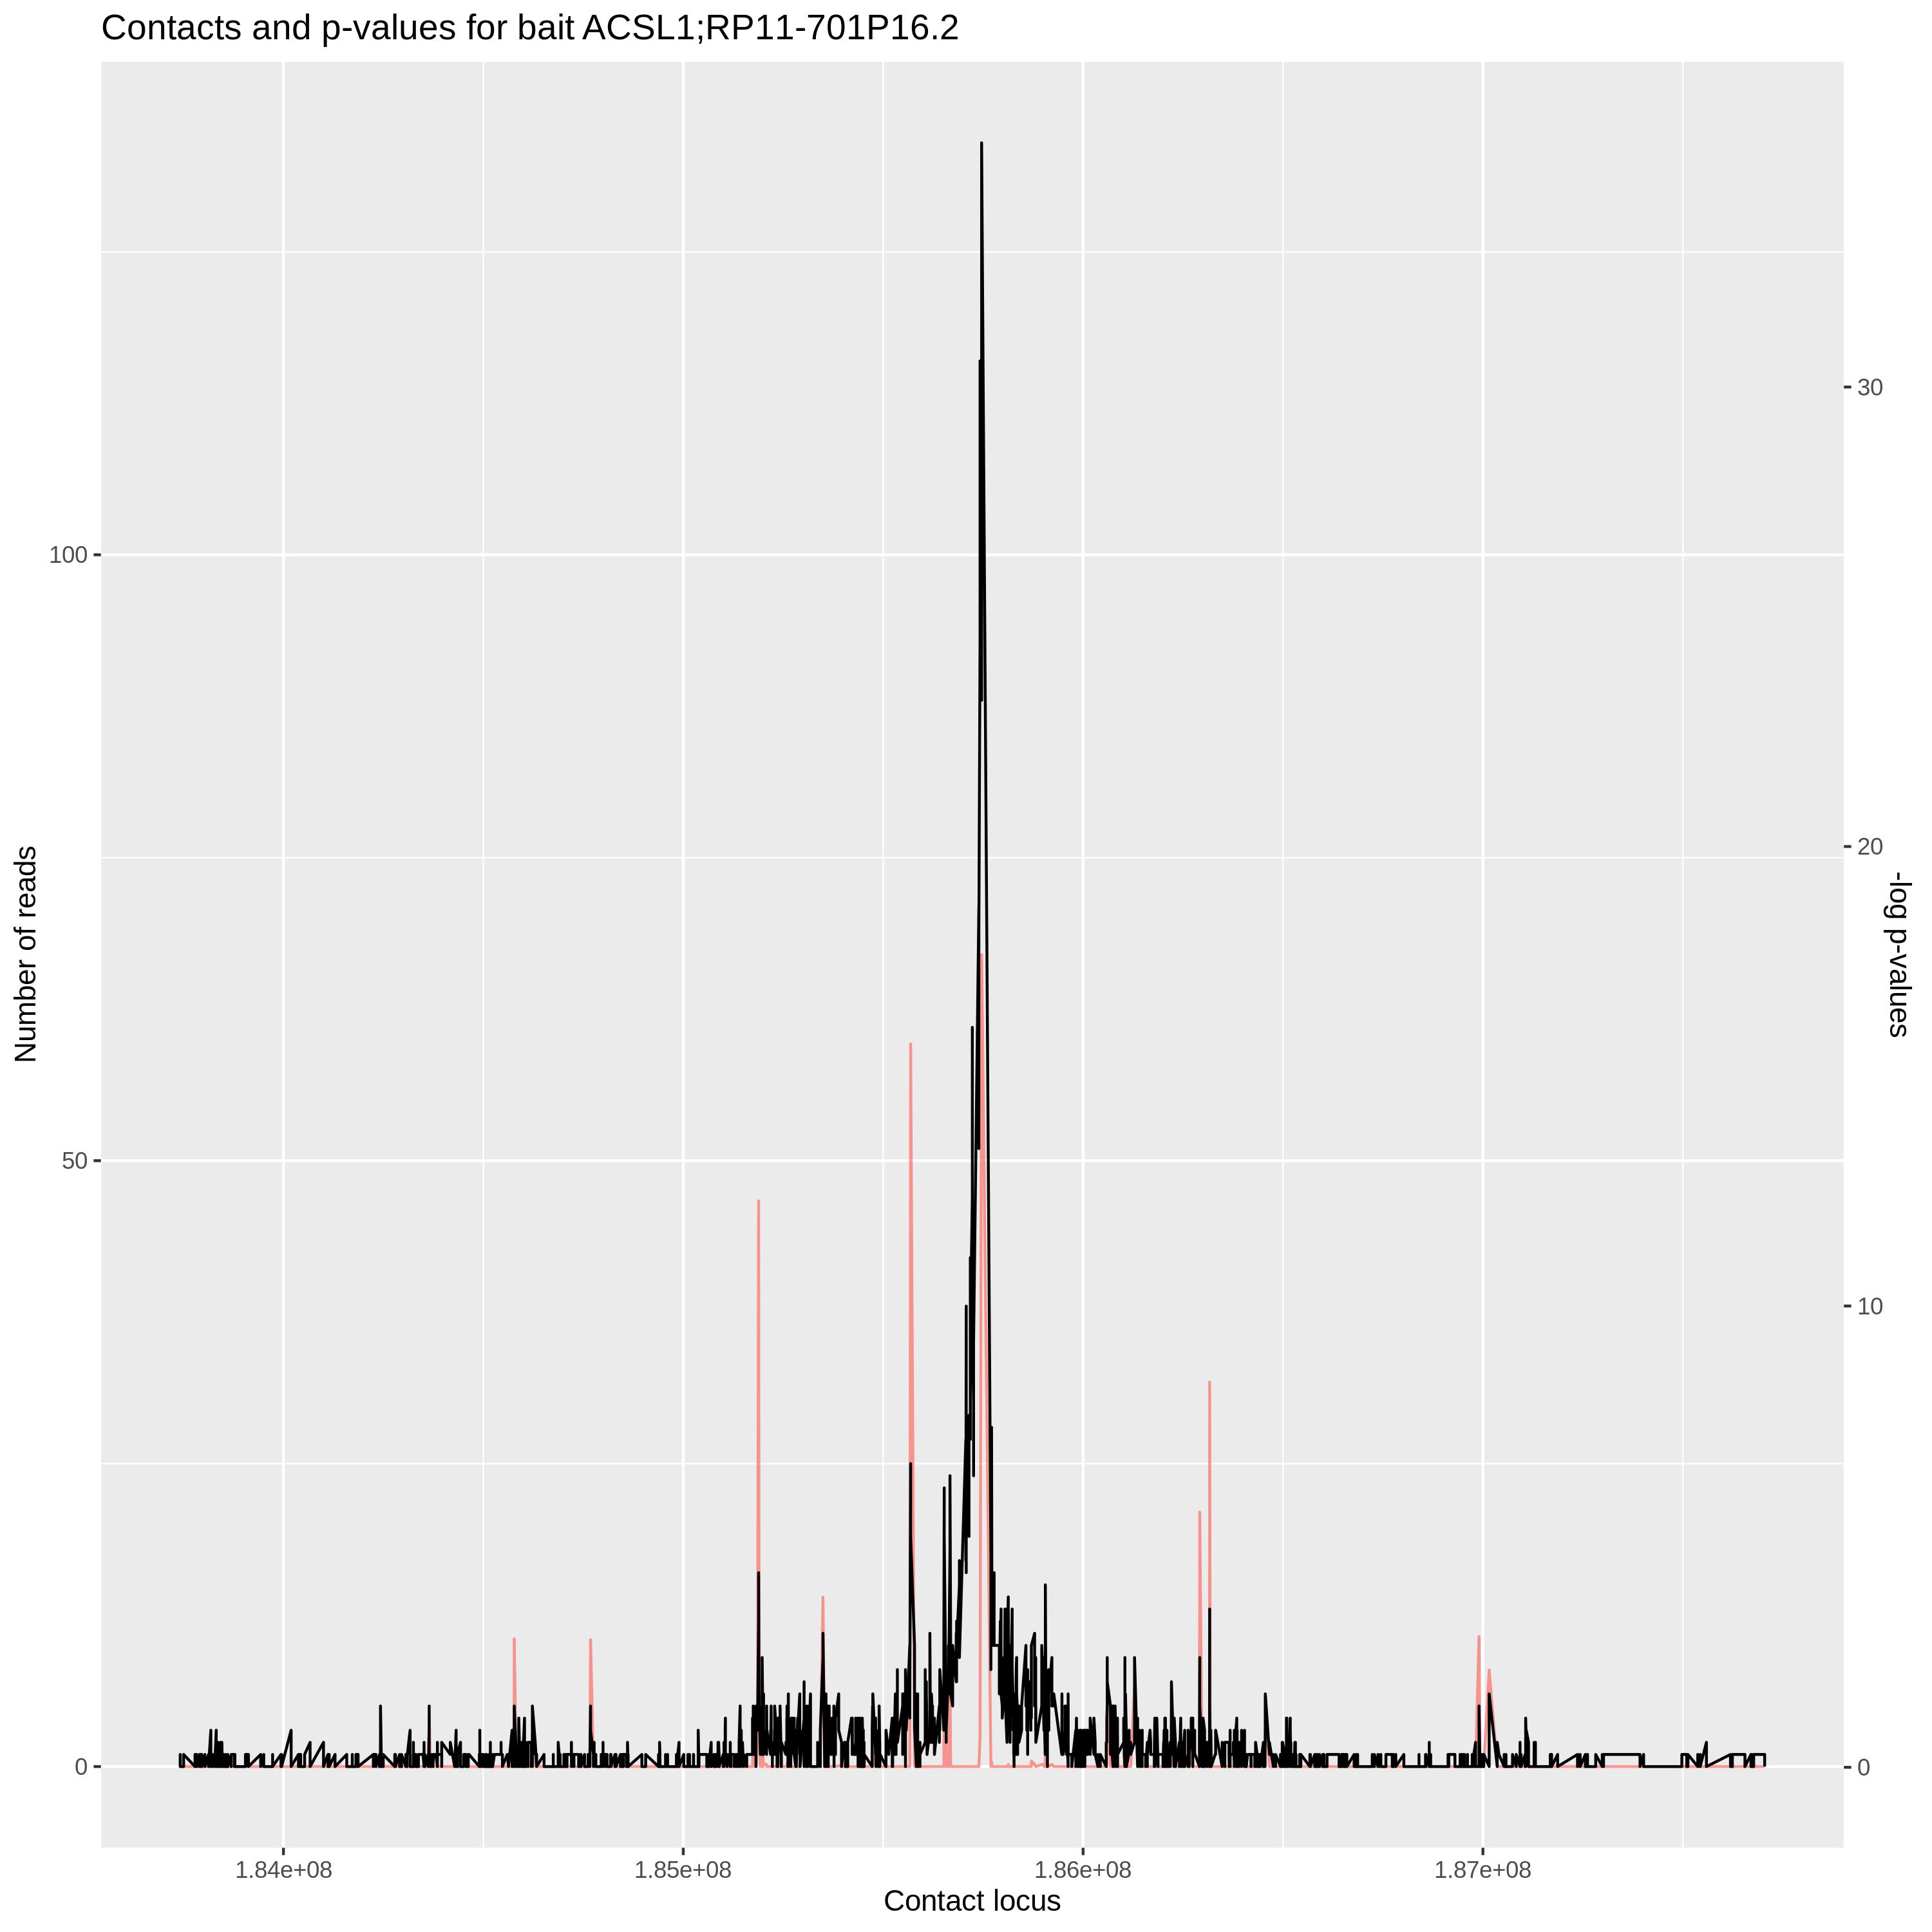 Contacts and p-values for bait ACSL1;RP11-701P16.2
Number of reads
100
50
0
30
20
10
0
-log p-values
1.84e+08
1.85e+08
1.86e+08
1.87e+08
Contact locus